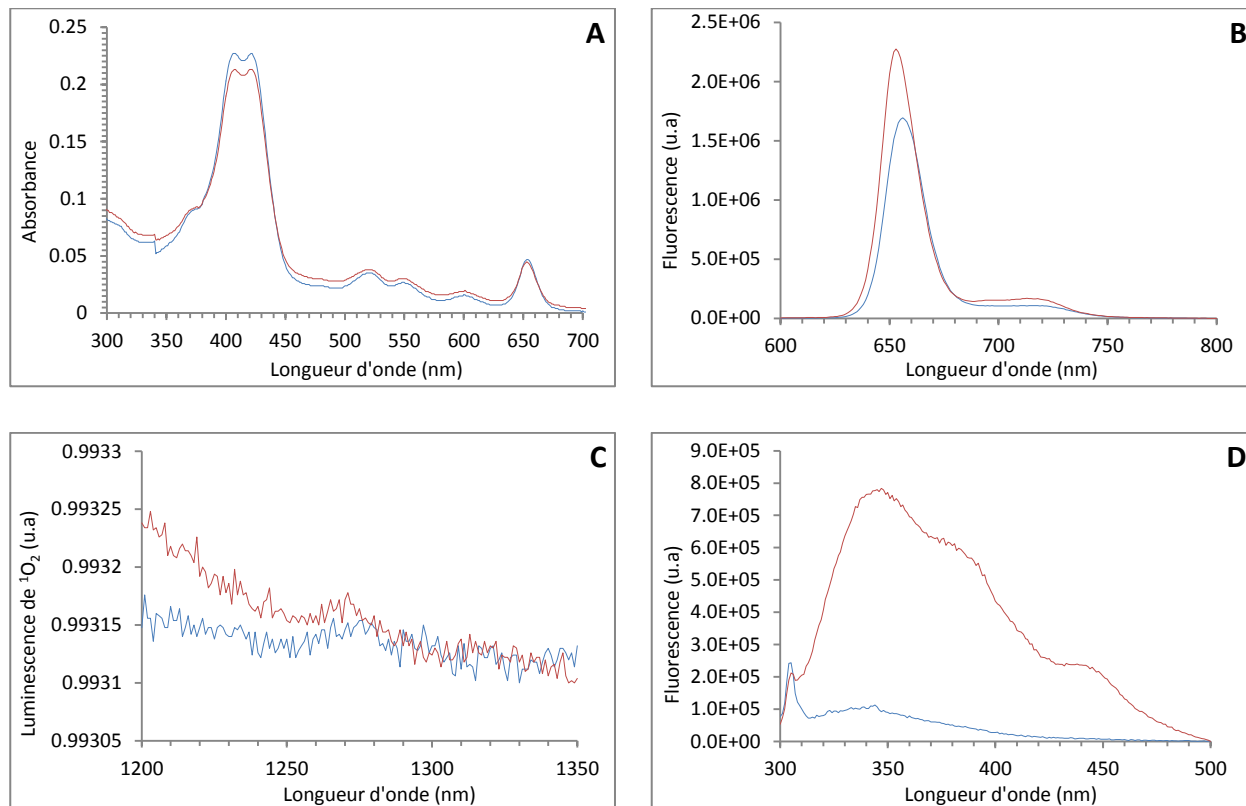 A
Absorbance
0.25
0.2
0.15
0.1
0.05
0
300 350 400 450 500 550 600 650 700
Longueur d'onde (nm)
B
Fluorescence (u.a)
2.5E+06
2.0E+06
1.5E+06
1.0E+06
5.0E+05
0.0E+00
600 650 700 750 800
Longueur d'onde (nm)
C
Luminescence de ¹O₂ (u.a)
0.9933
0.99325
0.9932
0.99315
0.9931
0.99305
1200 1250 1300 1350
Longueur d'onde (nm)
D
Fluorescence (u.a)
9.0E+05
8.0E+05
7.0E+05
6.0E+05
5.0E+05
4.0E+05
3.0E+05
2.0E+05
1.0E+05
0.0E+00
300 350 400 450 500
Longueur d'onde (nm)